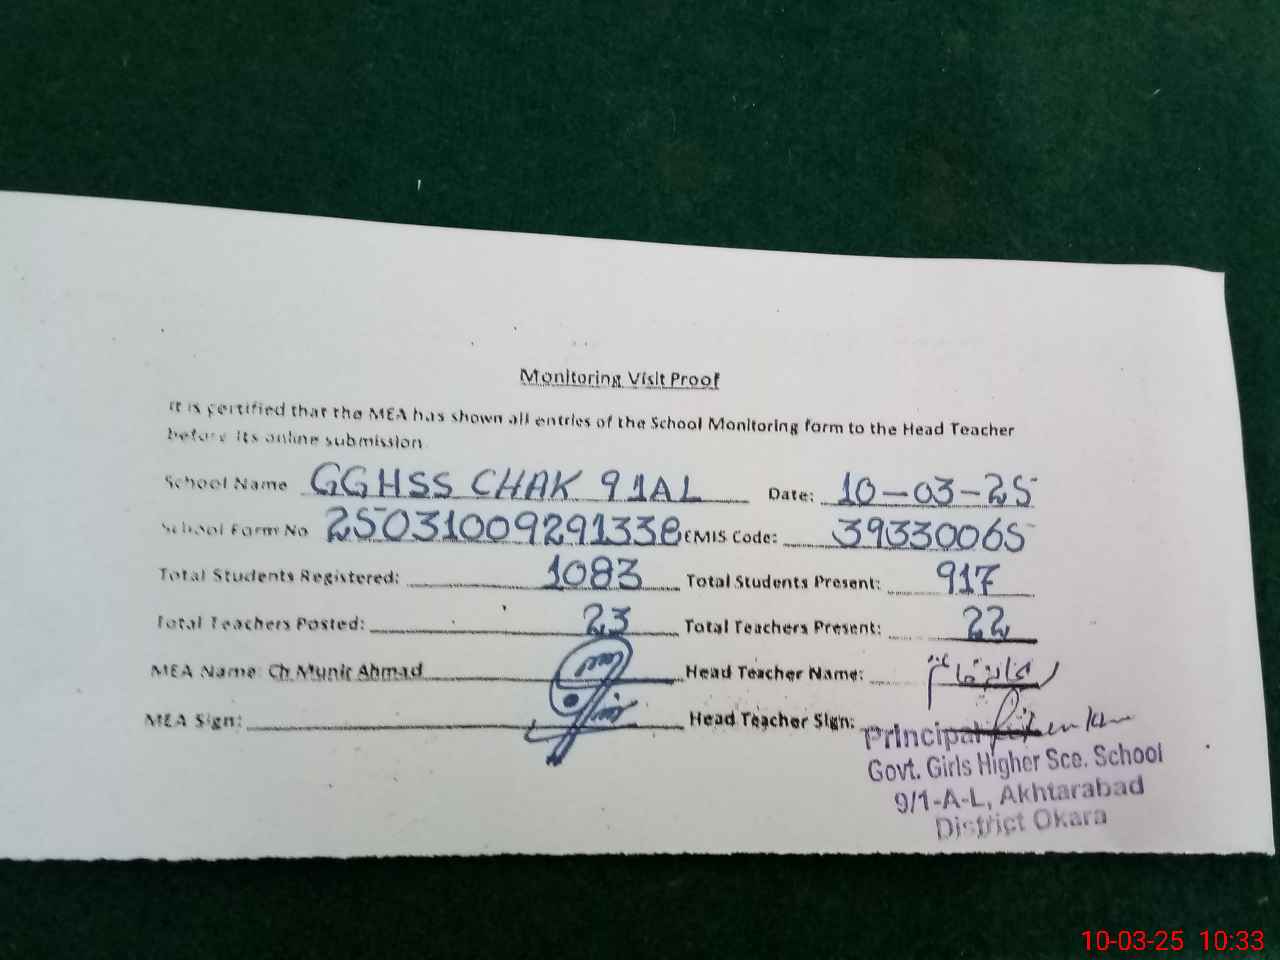 Monitoring Visit Proof
It is certified that the MEA has shown all entries of the School Monitoring form to the Head Teacher
before its online submission.
School Name GGHSS CHAK 9 1AL Date: 10-03-25
School Form No 2503100929133 EMIS Code: 39330065
Total Students Registered: 1083 Total Students Present: 917
Total Teachers Posted: 23 Total Teachers Present: 22
MEA Name: Ch Munir Ahmad Head Teacher Name:
MEA Sign: Head Teacher Sign:
Principal
Govt. Girls Higher Sce. School
9/1-A-L, Akhtarabad
District Okara
10-03-25 10:33